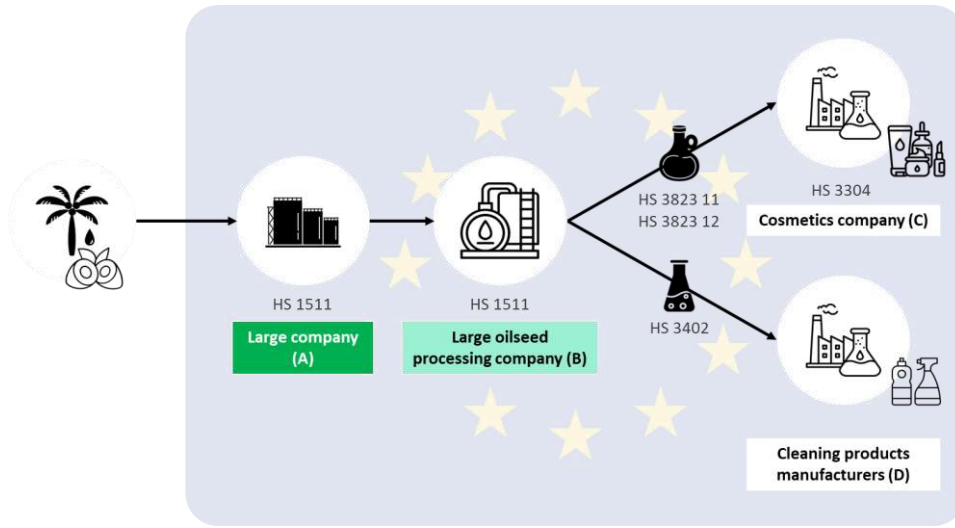 HS 1511
Large company
(A)
HS 1511
Large oilseed
processing company (B)
HS 3823 11
HS 3823 12
HS 3402
HS 3304
Cosmetics company (C)
Cleaning products
manufacturers (D)